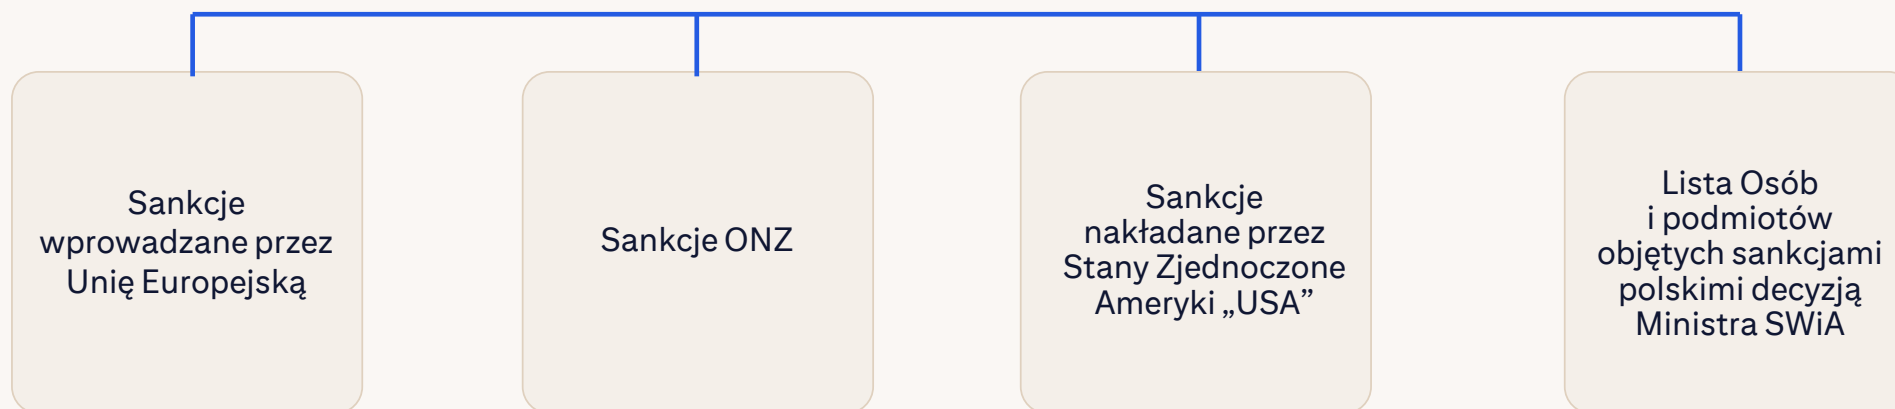 Sankcje
wprowadzane przez
Unię Europejską
Sankcje ONZ
Sankcje
nakładane przez
Stany Zjednoczone
Ameryki „USA”
Lista Osób
i podmiotów
objętych sankcjami
polskimi decyzją
Ministra SWiA